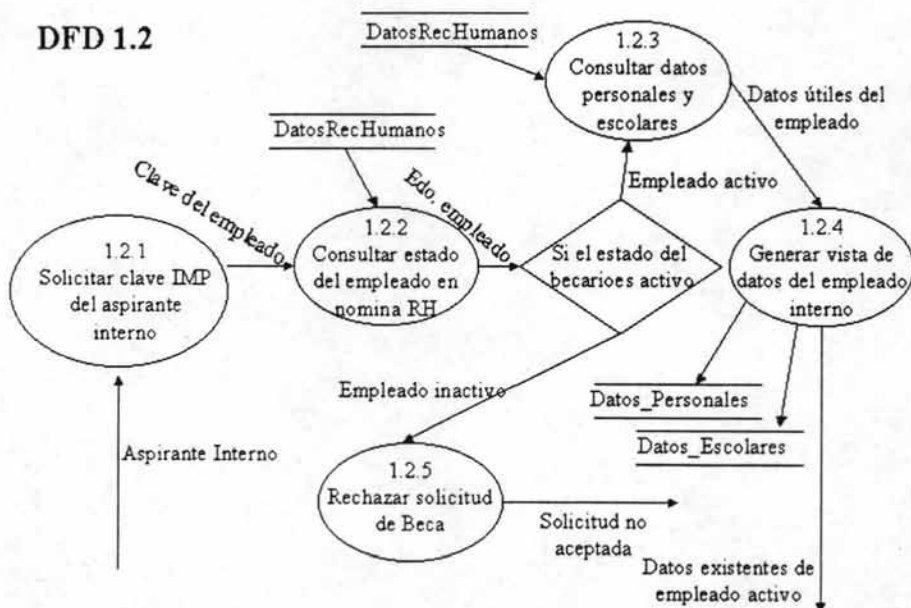 DFD 1.2
DatosRecHumanos
1.2.3
Consultar datos
personales y
escolares
Datos útiles del
empleado
DatosRecHumanos
Clave del empleado
Edo. empleado
Empleado activo
1.2.1
Solicitar clave IMP
del aspirante
interno
1.2.2
Consultar estado
del empleado en
nomina RH
Si el estado del
becarioes activo
1.2.4
Generar vista de
datos del empleado
interno
Empleado inactivo
Datos_Personales
Datos_Escolares
Aspirante Interno
1.2.5
Rechazar solicitud
de Beca
Solicitud no
aceptada
Datos existentes de
empleado activo